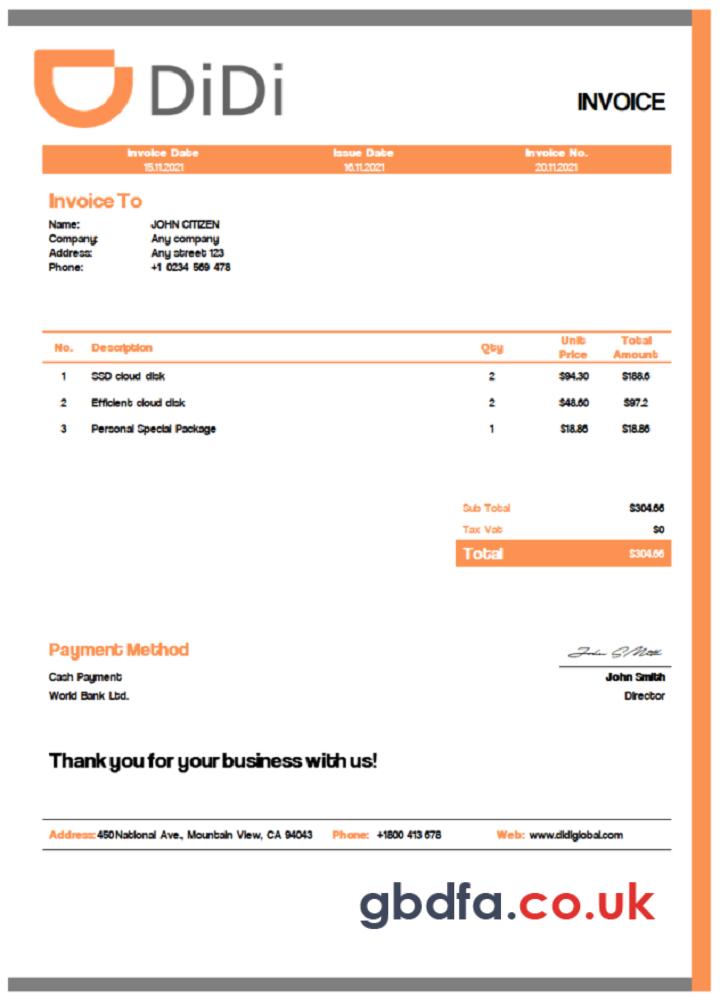 DiDi
INVOICE
Invoice Date Issue Date Invoice No.
15.11.2021 16.11.2021 20.11.2021
Invoice To
Name: JOHN CITIZEN
Company: Any company
Address: Any street 123
Phone: +1 0234 569 478
No. Description Qty Unit Price Total Amount
1 SSD cloud disk 2 $94.30 $188.6
2 Efficient cloud disk 2 $48.60 $97.2
3 Personal Special Package 1 $18.86 $18.86
Sub Total $304.66
Tax Vat $0
Total $304.66
Payment Method
John Smith
Cash Payment John Smith
World Bank Ltd. Director
Thank you for your business with us!
Address: 450 National Ave., Mountain View, CA 94043 Phone: +1800 413 678 Web: www.didiglobal.com
gbdfa.co.uk